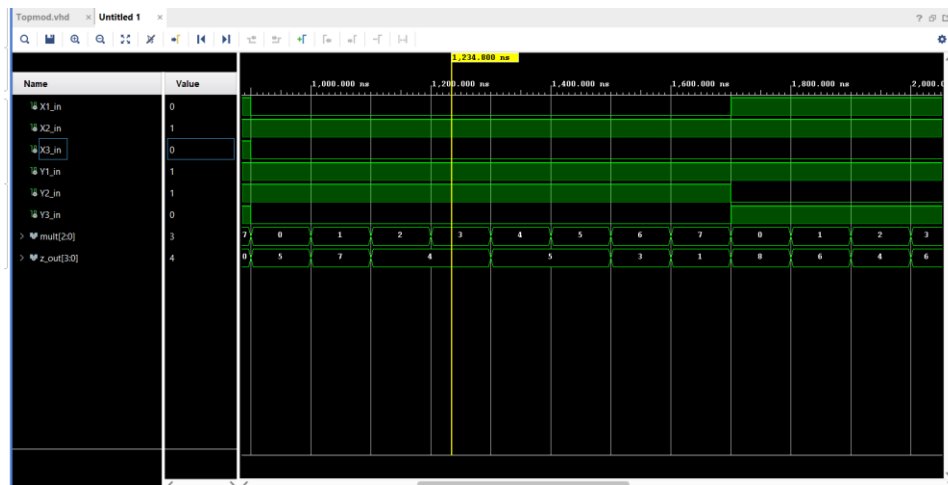 Topmod.vhd × Untitled 1 × ?
1,234.800 ns
Name Value 1,000.000 ns 1,200.000 ns 1,400.000 ns 1,600.000 ns 1,800.000 ns 2,000.
X1_in 0
X2_in 1
X3_in 0
Y1_in 1
Y2_in 1
Y3_in 0
mult[2:0] 3 7 0 1 2 3 4 5 6 7 0 1 2 3
z_out[3:0] 4 0 5 7 4 5 3 1 8 6 4 6